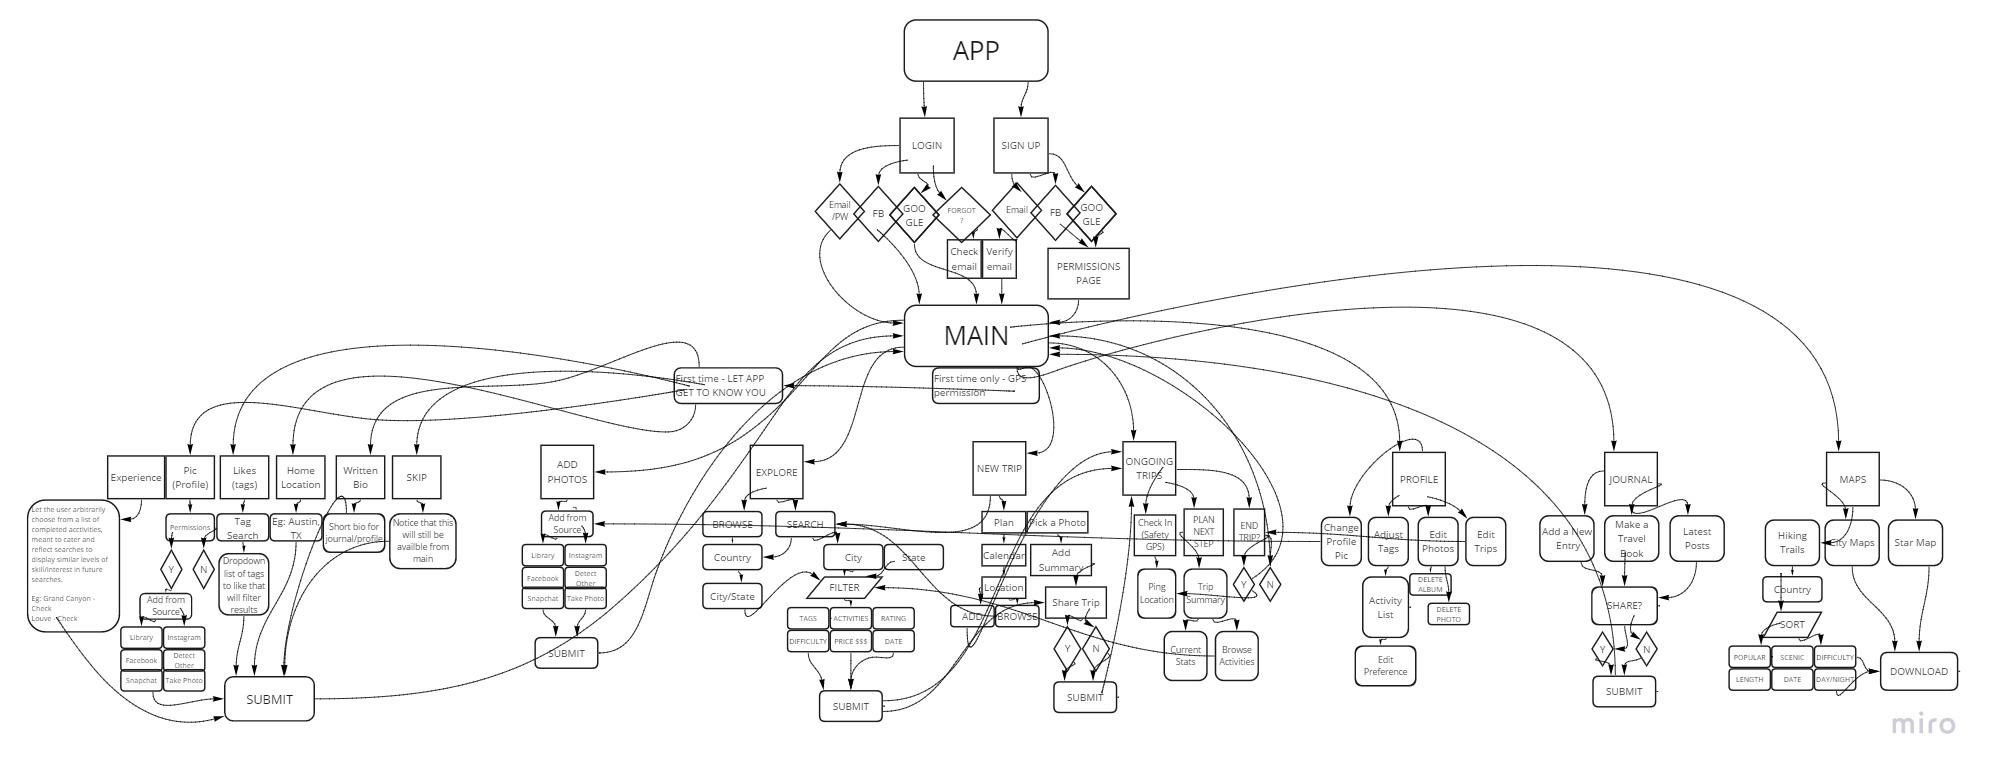 APP
LOGIN
SIGN UP
Email
/PW
FB
GOO
GLE
FORGOT
?
Email
FB
GOO
GLE
Check
email
Verify
email
PERMISSIONS
PAGE
MAIN
First time - LET APP
GET TO KNOW YOU
First time only - GPS
permission
Experience
Pic
(Profile)
Likes
(tags)
Home
Location
Written
Bio
SKIP
Let the user arbitrarily
choose from a list of
completed acctivities,
meant to cater and
reflect searches to
display similar levels of
skill/interest in future
searches.
Eg: Grand Canyon -
Check
Louve - Check
Permissions
Y
N
Add from
Source
Library
Instagram
Facebook
Detect
Other
Snapchat
Take Photo
Tag
Search
Dropdown
list of tags
to like that
will filter
results
Eg: Austin,
TX
Short bio for
journal/profile
Notice that this
will still be
availble from
main
SUBMIT
ADD
PHOTOS
Add from
Source
Library
Instagram
Facebook
Detect
Other
Snapchat
Take Photo
SUBMIT
EXPLORE
BROWSE
SEARCH
Country
City/State
City
State
FILTER
TAGS
ACTIVITIES
RATING
DIFFICULTY
PRICE $$$
DATE
SUBMIT
NEW TRIP
Plan
Pick a Photo
Calendar
Add
Summary
Location
ADD
BROWSE
Share Trip
Y
N
SUBMIT
ONGOING
TRIPS
Check In
(Safety
GPS)
PLAN
NEXT
STEP
END
TRIP?
Ping
Location
Trip
Summary
Y
N
Current
Stats
Browse
Activities
PROFILE
Change
Profile
Pic
Adjust
Tags
Edit
Photos
Edit
Trips
Activity
List
DELETE
ALBUM
DELETE
PHOTO
Edit
Preference
JOURNAL
Add a New
Entry
Make a
Travel
Book
Latest
Posts
SHARE?
Y
N
SUBMIT
MAPS
Hiking
Trails
City Maps
Star Map
Country
SORT
POPULAR
SCENIC
DIFFICULTY
LENGTH
DATE
DAY/NIGHT
DOWNLOAD
miro